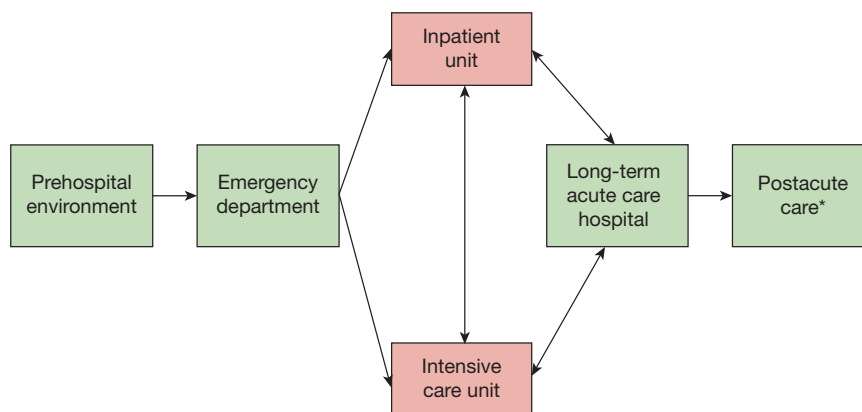 Inpatient
unit
Prehospital
environment
Emergency
department
Long-term
acute care
hospital
Postacute
care*
Intensive
care unit